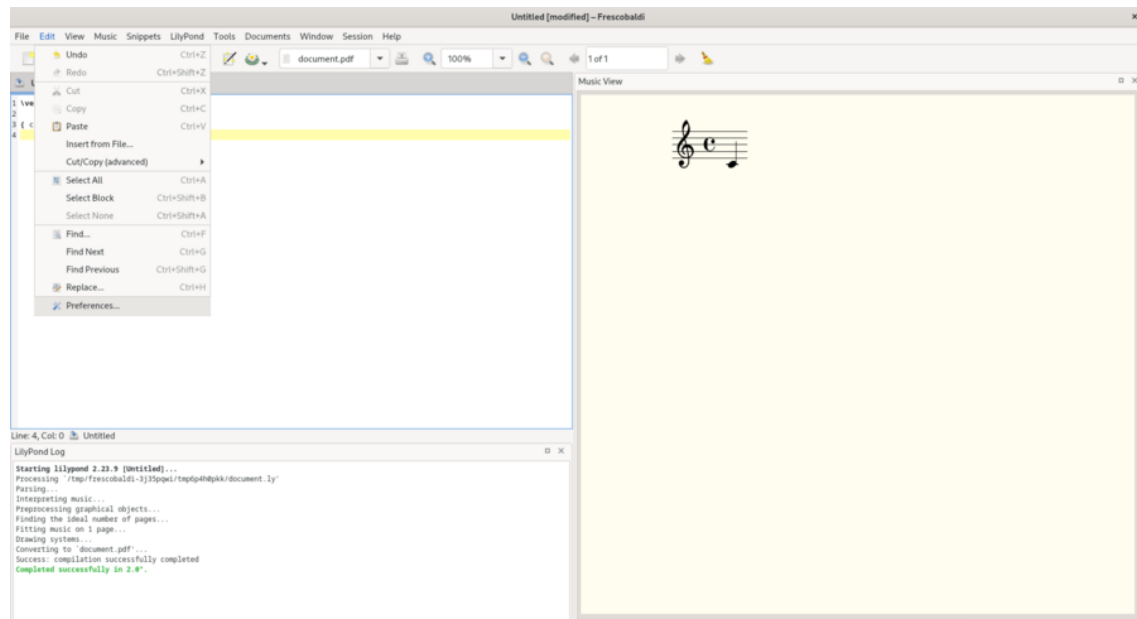 Untitled [modified] – Frescobaldi
File Edit View Music Snippets LilyPond Tools Documents Window Session Help
document.pdf 100% 1 of 1
Undo Ctrl+Z
Redo Ctrl+Shift+Z
Cut Ctrl+X
Copy Ctrl+C
Paste Ctrl+V
Insert from File...
Cut/Copy (advanced)
Select All Ctrl+A
Select Block Ctrl+Shift+B
Select None Ctrl+Shift+A
Find... Ctrl+F
Find Next Ctrl+G
Find Previous Ctrl+Shift+G
Replace... Ctrl+H
Preferences...
1 \ve
2
3 { c
4
Music View
Line: 4, Col: 0 Untitled
LilyPond Log
Starting lilypond 2.23.9 [Untitled]...
Processing `/tmp/frescobaldi-3j35pqwi/tmp6p4h0pkk/document.ly'
Parsing...
Interpreting music...
Preprocessing graphical objects...
Finding the ideal number of pages...
Fitting music on 1 page...
Drawing systems...
Converting to `document.pdf'...
Success: compilation successfully completed
Completed successfully in 2.0".